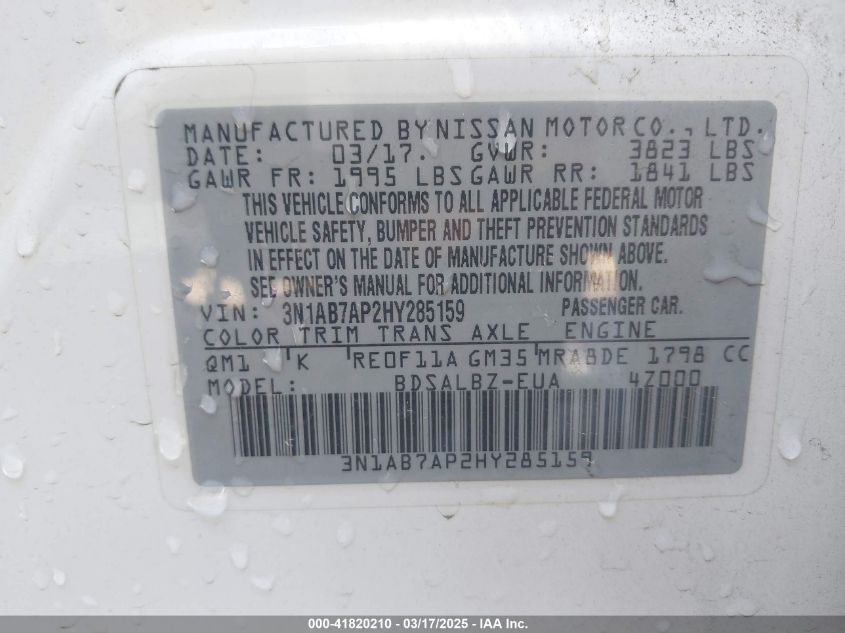 MANUFACTURED BY NISSAN MOTOR CO., LTD.
DATE: 03/17. GVWR: 3823 LBS
GAWR FR: 1995 LBS GAWR RR: 1841 LBS
THIS VEHICLE CONFORMS TO ALL APPLICABLE FEDERAL MOTOR
VEHICLE SAFETY, BUMPER AND THEFT PREVENTION STANDARDS
IN EFFECT ON THE DATE OF MANUFACTURE SHOWN ABOVE.
SEE OWNER'S MANUAL FOR ADDITIONAL INFORMATION.
VIN: 3N1AB7AP2HY285159 PASSENGER CAR.
COLOR TRIM TRANS AXLE ENGINE
QM1 K RE0F11A GM35 MRA8DE 1798 CC
MODEL: BDSALBZ-EUA 4Z000
3N1AB7AP2HY285159
000-41820210 - 03/17/2025 - IAA, Inc.